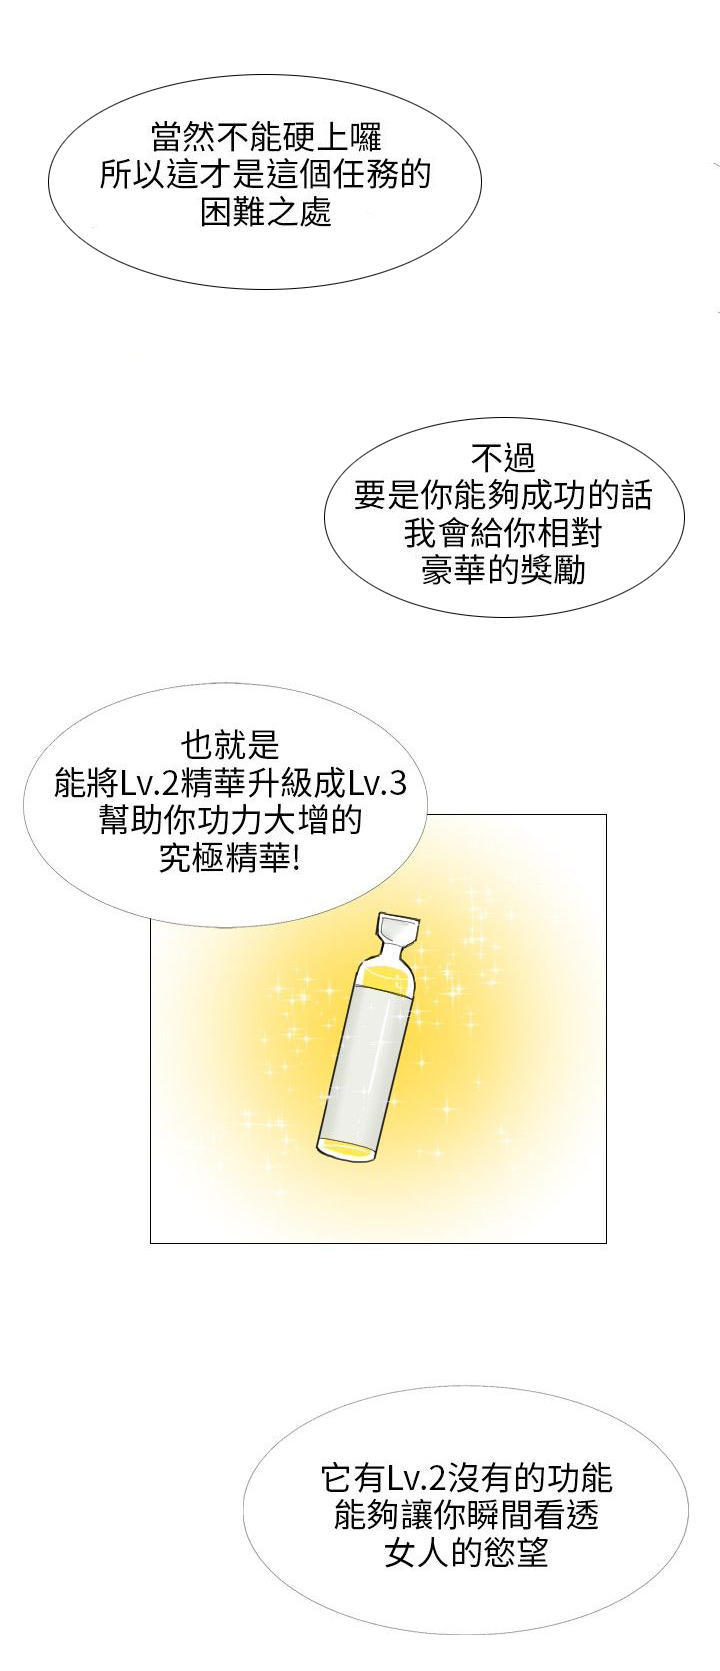 當然不能硬上囉
所以這才是這個任務的
困難之處
不過
要是你能夠成功的話
我會給你相對
豪華的獎勵
也就是
能將Lv.2精華升級成Lv.3
幫助你功力大增的
究極精華!
它有Lv.2沒有的功能
能夠讓你瞬間看透
女人的慾望